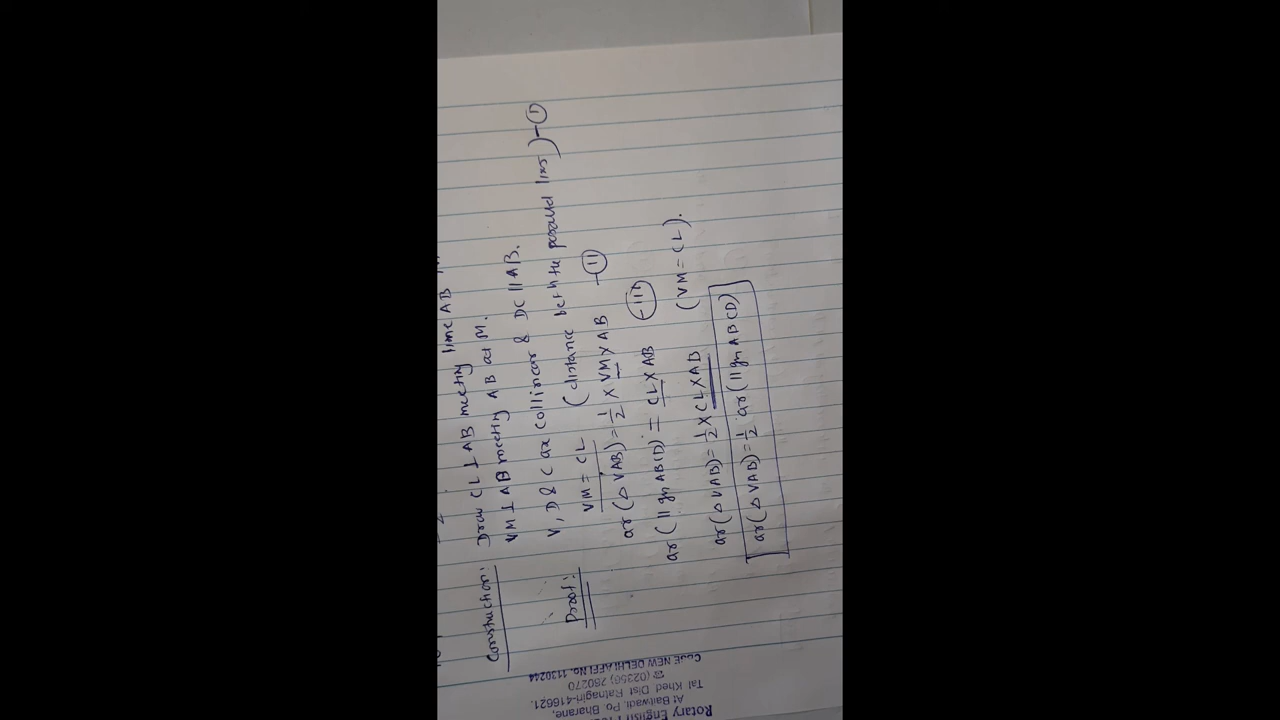 Construction: Draw CL ⊥ AB meeting line AB
VM ⊥ AB meeting AB at M.
V, D & C are collinear & DC || AB.
Proof: VM = CL (distance beth the parallel lines) - (I)
ar(△VAB) = 1/2 × VM × AB - (II)
ar(||gm ABCD) = CL × AB - (III)
ar(△VAB) = 1/2 × CL × AB (VM = CL).
ar(△VAB) = 1/2 ar(||gm ABCD)
Rotary English
At Bailwadi, Po. Bharane,
Tal Khed Dist Ratnagiri-416621.
☎ (02356) 280270
CODE NEW DELHI AFFI No. 1130244